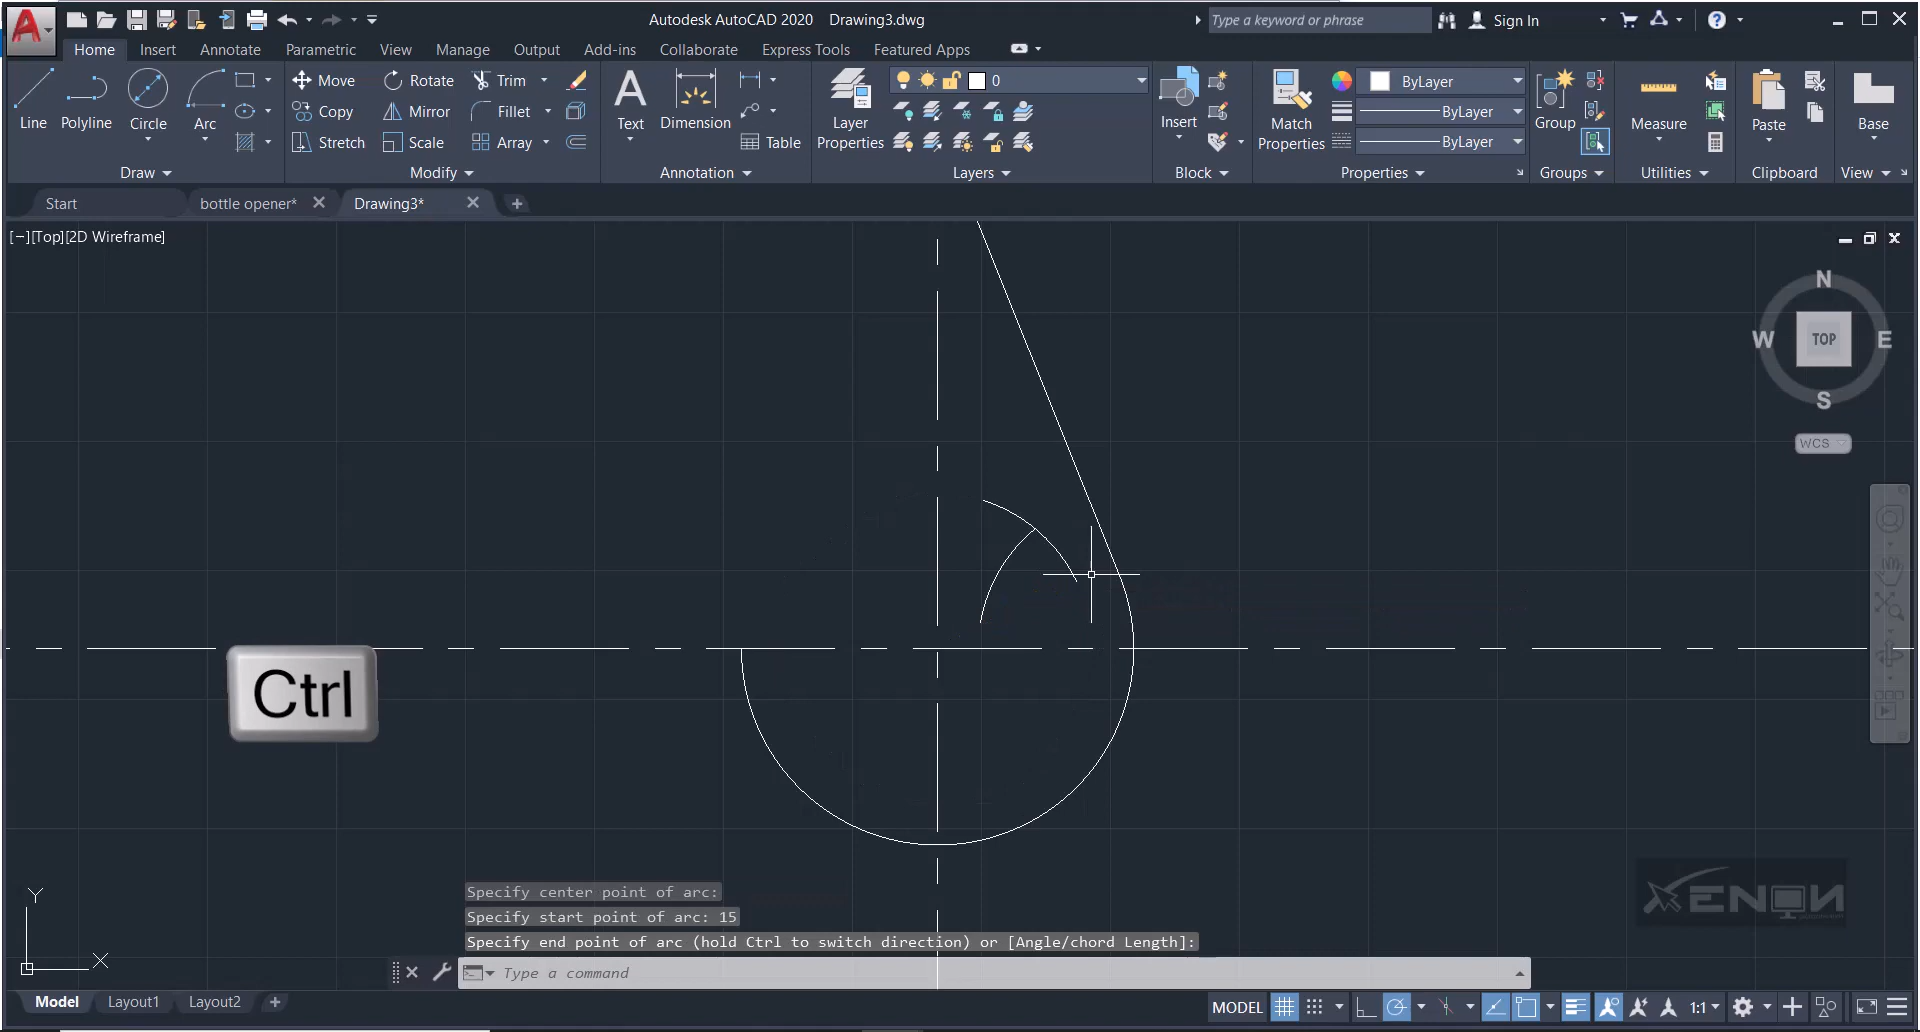 Autodesk AutoCAD 2020 Drawing3.dwg
Type a keyword or phrase
Sign In
Home Insert Annotate Parametric View Manage Output Add-ins Collaborate Express Tools Featured Apps
Line Polyline Circle Arc
Draw
Move Rotate Trim
Copy Mirror Fillet
Stretch Scale Array
Modify
Text Dimension Table
Annotation
Layer Properties
0
Layers
Insert
Block
Match Properties
ByLayer
ByLayer
ByLayer
Properties
Group
Groups
Measure
Utilities
Paste
Clipboard
Base
View
Start bottle opener* Drawing3*
[−][Top][2D Wireframe]
N
W TOP E
S
WCS
Ctrl
Y
X
XENON
Specify center point of arc:
Specify start point of arc: 15
Specify end point of arc (hold Ctrl to switch direction) or [Angle/chord Length]:
Type a command
Model Layout1 Layout2
MODEL 1:1